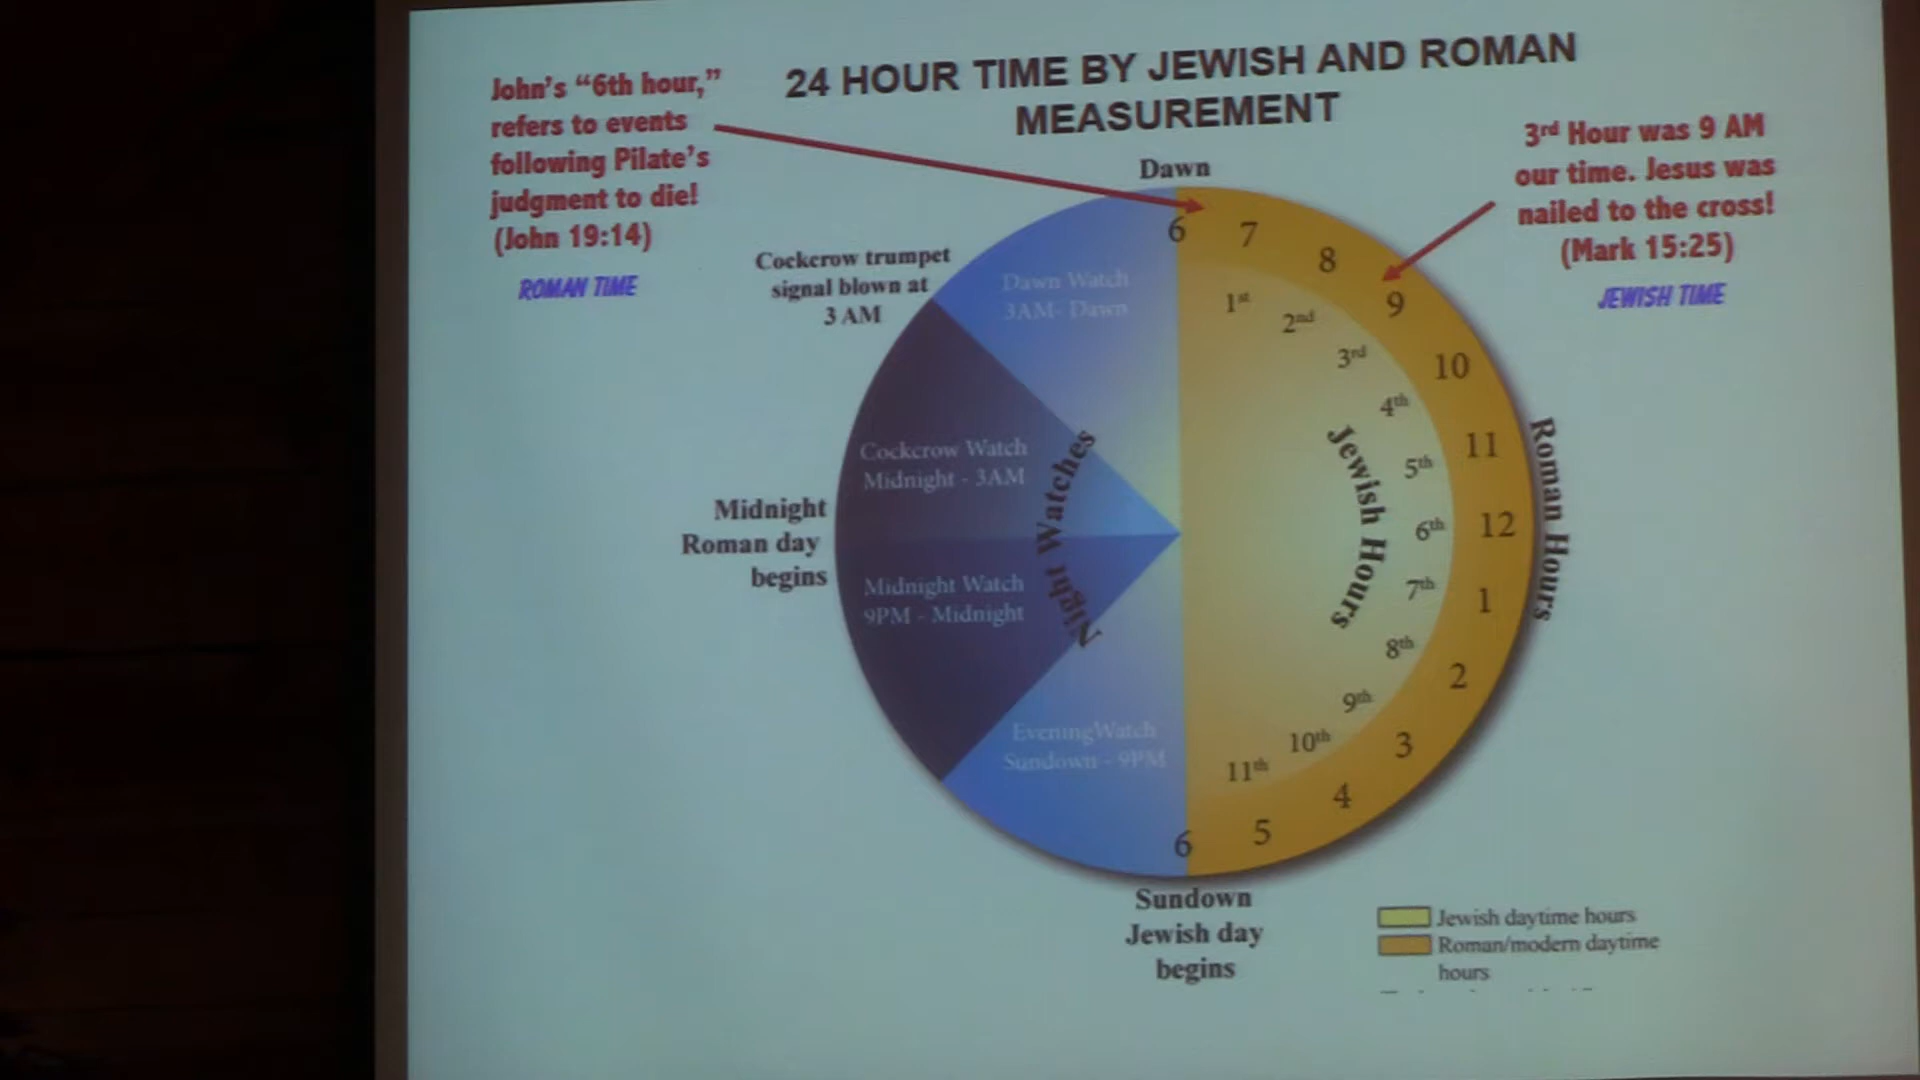 24 HOUR TIME BY JEWISH AND ROMAN
MEASUREMENT
John's “6th hour,”
refers to events
following Pilate's
judgment to die!
(John 19:14)
ROMAN TIME
3rd Hour was 9 AM
our time. Jesus was
nailed to the cross!
(Mark 15:25)
JEWISH TIME
Dawn
Cockcrow trumpet
signal blown at
3 AM
Midnight
Roman day
begins
Dawn Watch
3AM- Dawn
Cockcrow Watch
Midnight - 3AM
Midnight Watch
9PM - Midnight
EveningWatch
Sundown - 9PM
Night Watches
6
7
8
9
10
11
12
1
2
3
4
5
6
1st
2nd
3rd
4th
5th
6th
7th
8th
9th
10th
11th
Jewish Hours
Roman Hours
Sundown
Jewish day
begins
Jewish daytime hours
Roman/modern daytime
hours